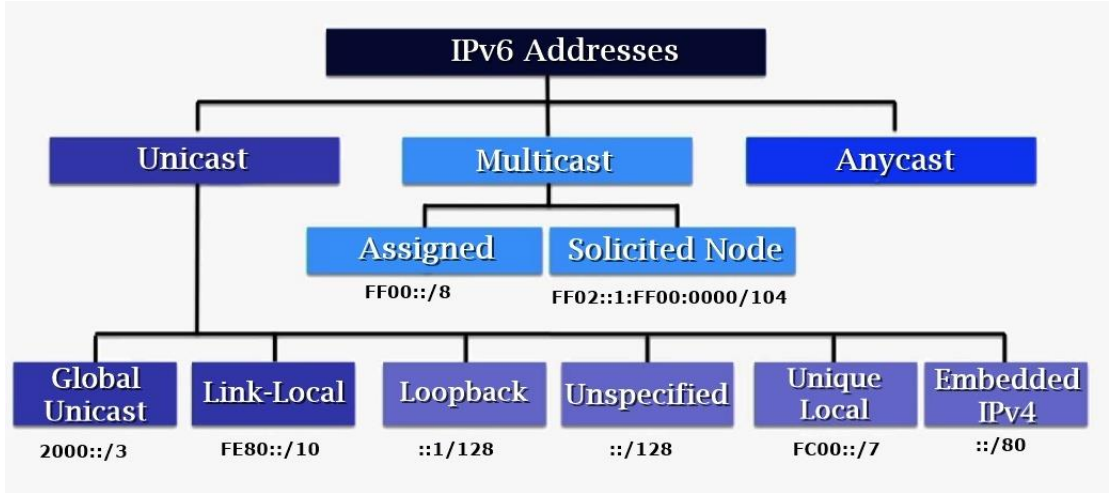 IPv6 Addresses
Unicast
Multicast
Anycast
Assigned
Solicited Node
FF00::/8
FF02::1:FF00:0000/104
Global
Unicast
Link-Local
Loopback
Unspecified
Unique
Local
Embedded
IPv4
2000::/3
FE80::/10
::1/128
::/128
FC00::/7
::/80